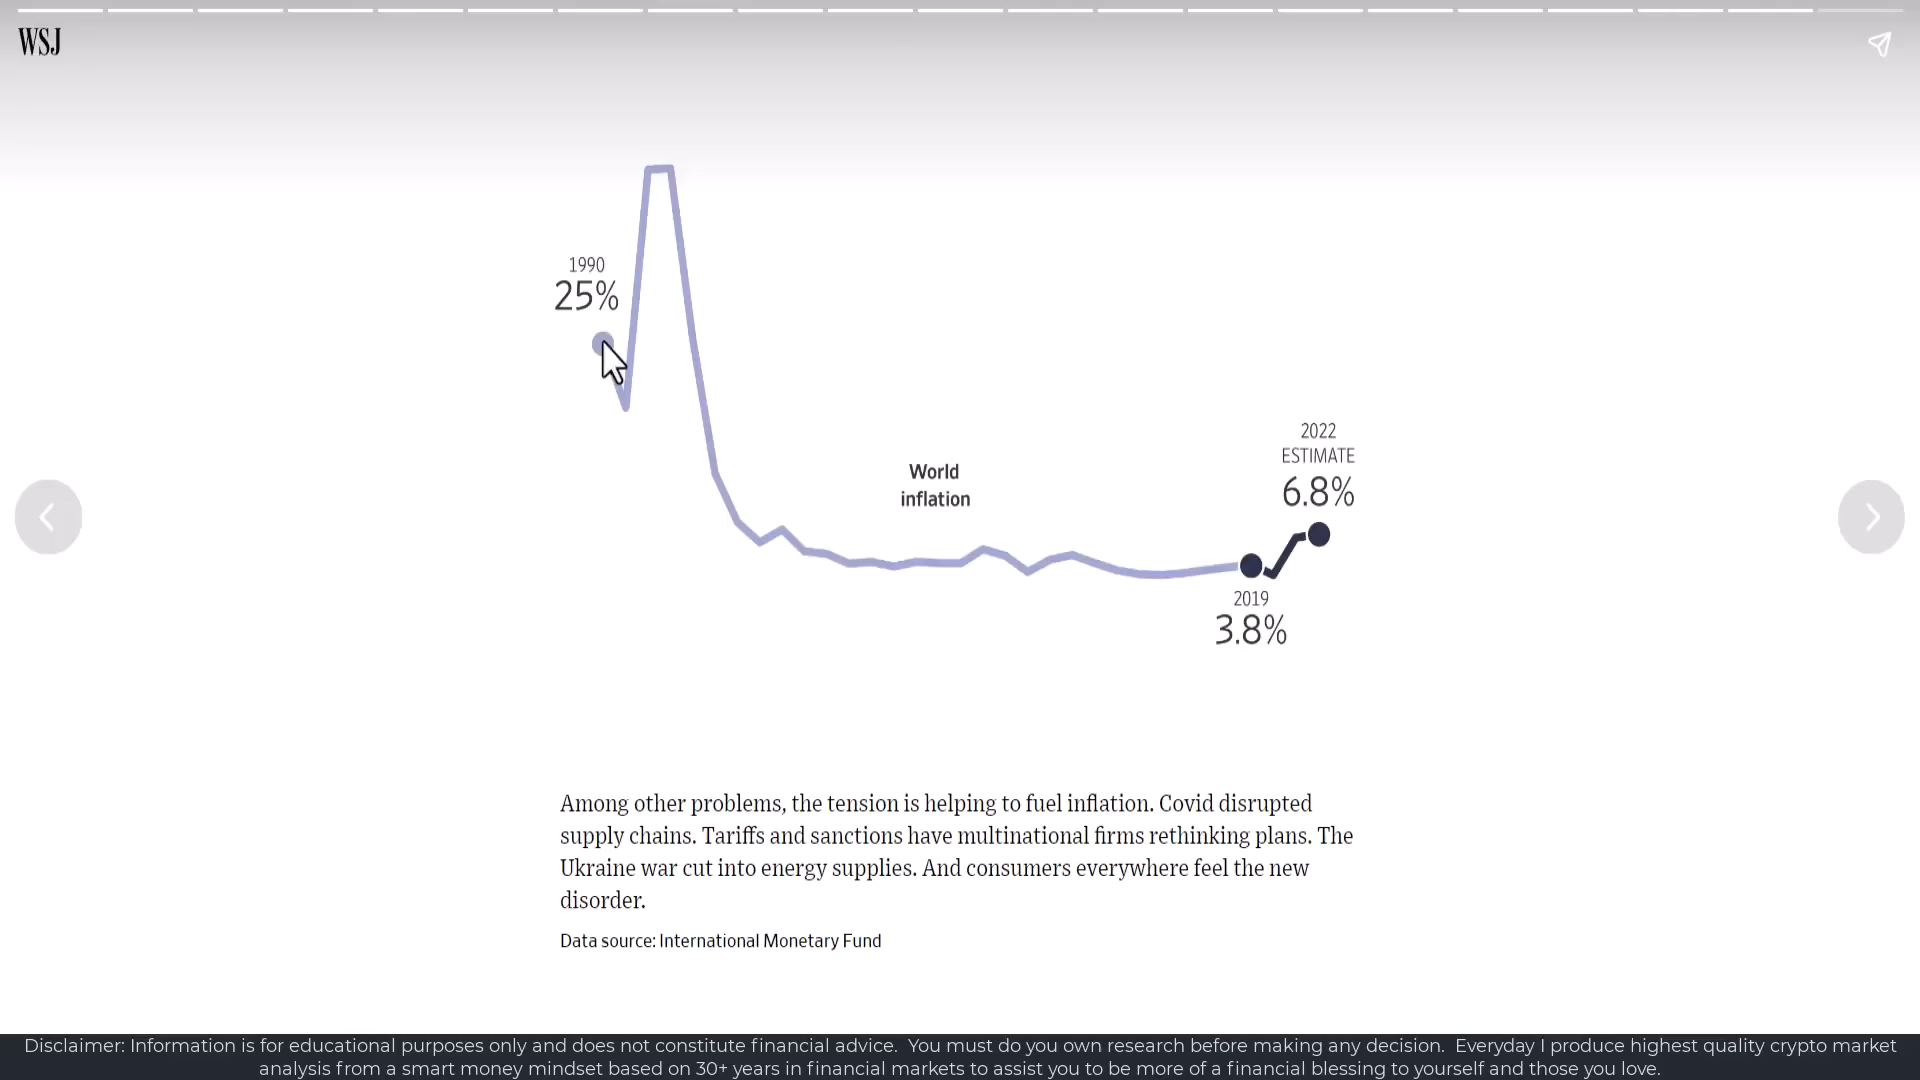 WSJ
1990
25%
World
inflation
2022
ESTIMATE
6.8%
2019
3.8%
Among other problems, the tension is helping to fuel inflation. Covid disrupted
supply chains. Tariffs and sanctions have multinational firms rethinking plans. The
Ukraine war cut into energy supplies. And consumers everywhere feel the new
disorder.
Data source: International Monetary Fund
Disclaimer: Information is for educational purposes only and does not constitute financial advice.  You must do you own research before making any decision.  Everyday I produce highest quality crypto market
analysis from a smart money mindset based on 30+ years in financial markets to assist you to be more of a financial blessing to yourself and those you love.